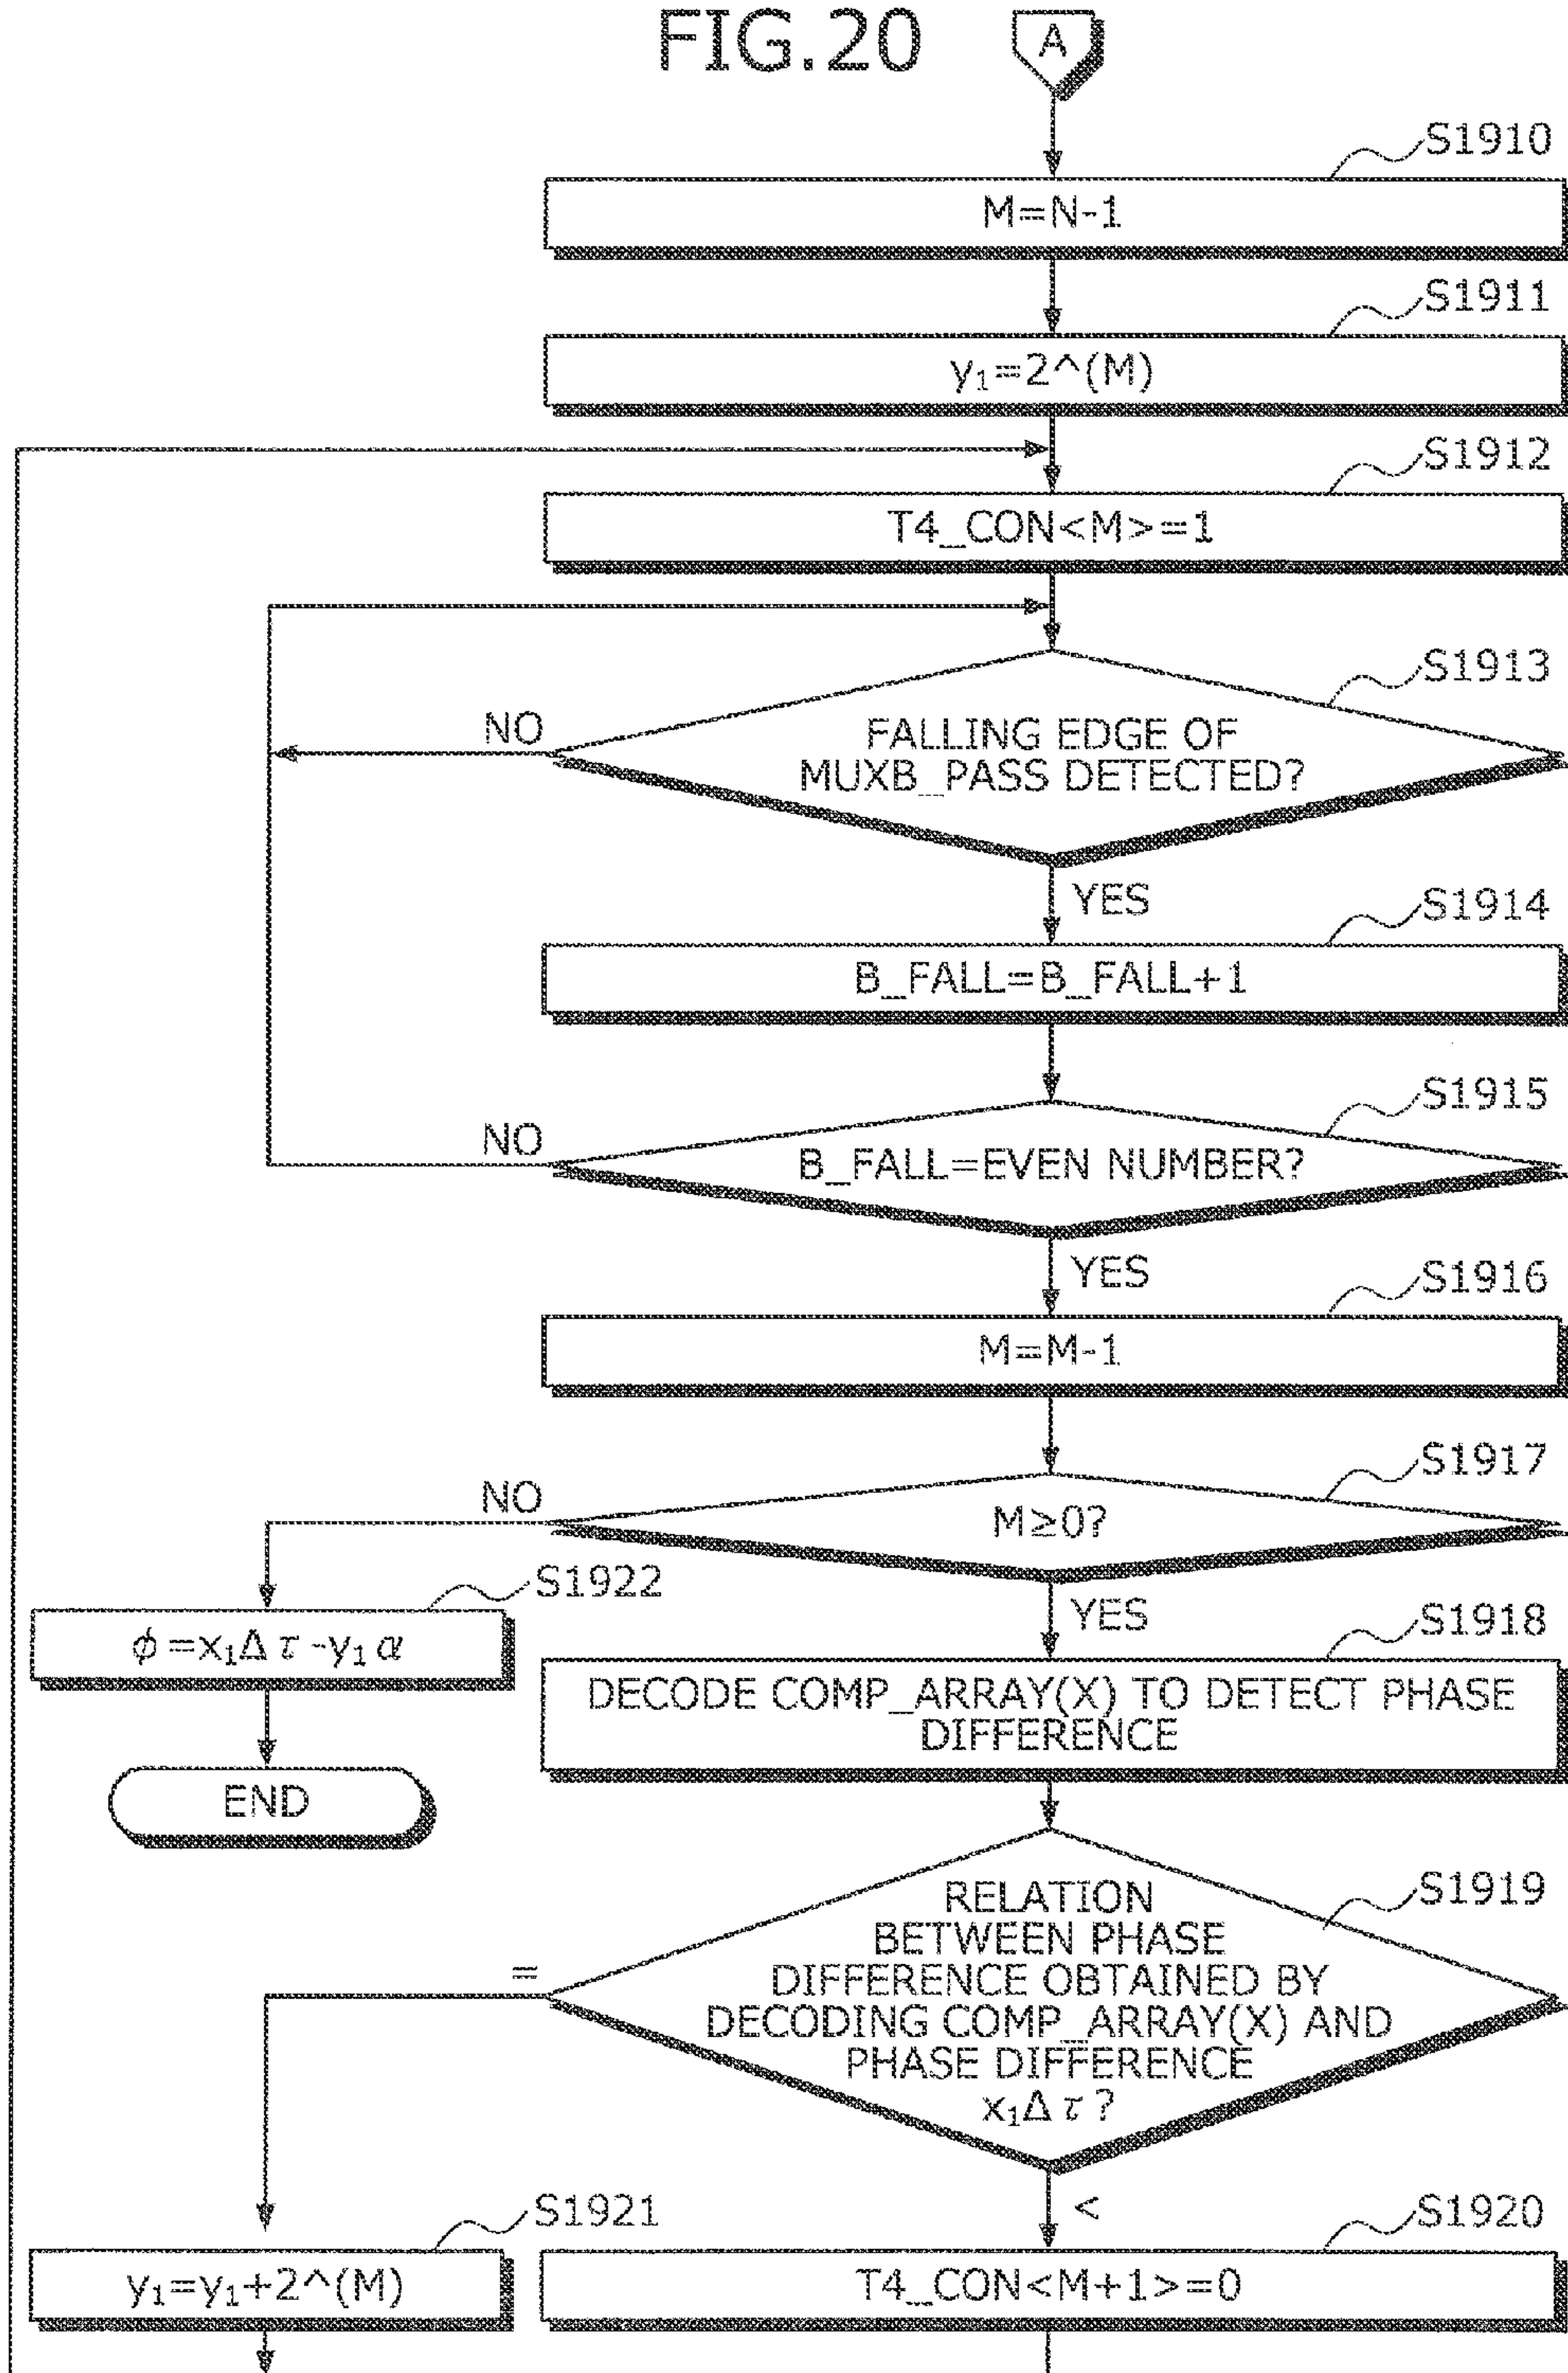 FIG.20
A
S1910
M=N-1
S1911
y₁=2^(M)
S1912
T4_CON<M>=1
S1913
NO
FALLING EDGE OF
MUXB_PASS DETECTED?
YES
S1914
B_FALL=B_FALL+1
S1915
NO
B_FALL=EVEN NUMBER?
YES
S1916
M=M-1
S1917
NO
M≥0?
S1922
YES
S1918
ϕ=x₁Δτ-y₁α
DECODE COMP_ARRAY(X) TO DETECT PHASE
DIFFERENCE
END
S1919
RELATION
BETWEEN PHASE
DIFFERENCE OBTAINED BY
DECODING COMP_ARRAY(X) AND
PHASE DIFFERENCE
x₁Δτ?
=
<
S1921
S1920
y₁=y₁+2^(M)
T4_CON<M+1>=0